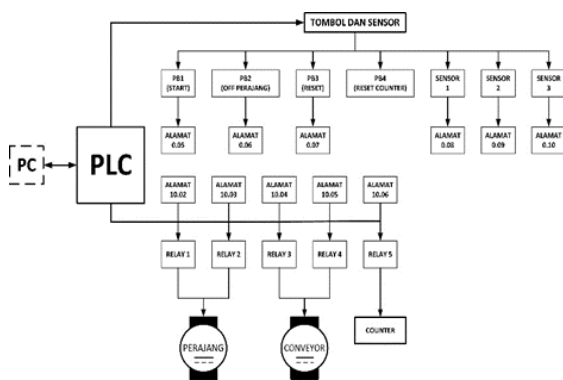 TOMBOL DAN SENSOR
PB1
(START)
PB2
(OFF PERAJANG)
PB3
(RESET)
PB4
(RESET COUNTER)
SENSOR
1
SENSOR
2
SENSOR
3
ALAMAT
0.05
ALAMAT
0.06
ALAMAT
0.07
ALAMAT
0.08
ALAMAT
0.09
ALAMAT
0.10
PC
PLC
ALAMAT
10.02
ALAMAT
10.03
ALAMAT
10.04
ALAMAT
10.05
ALAMAT
10.06
RELAY 1
RELAY 2
RELAY 3
RELAY 4
RELAY 5
PERAJANG
CONVEYOR
COUNTER